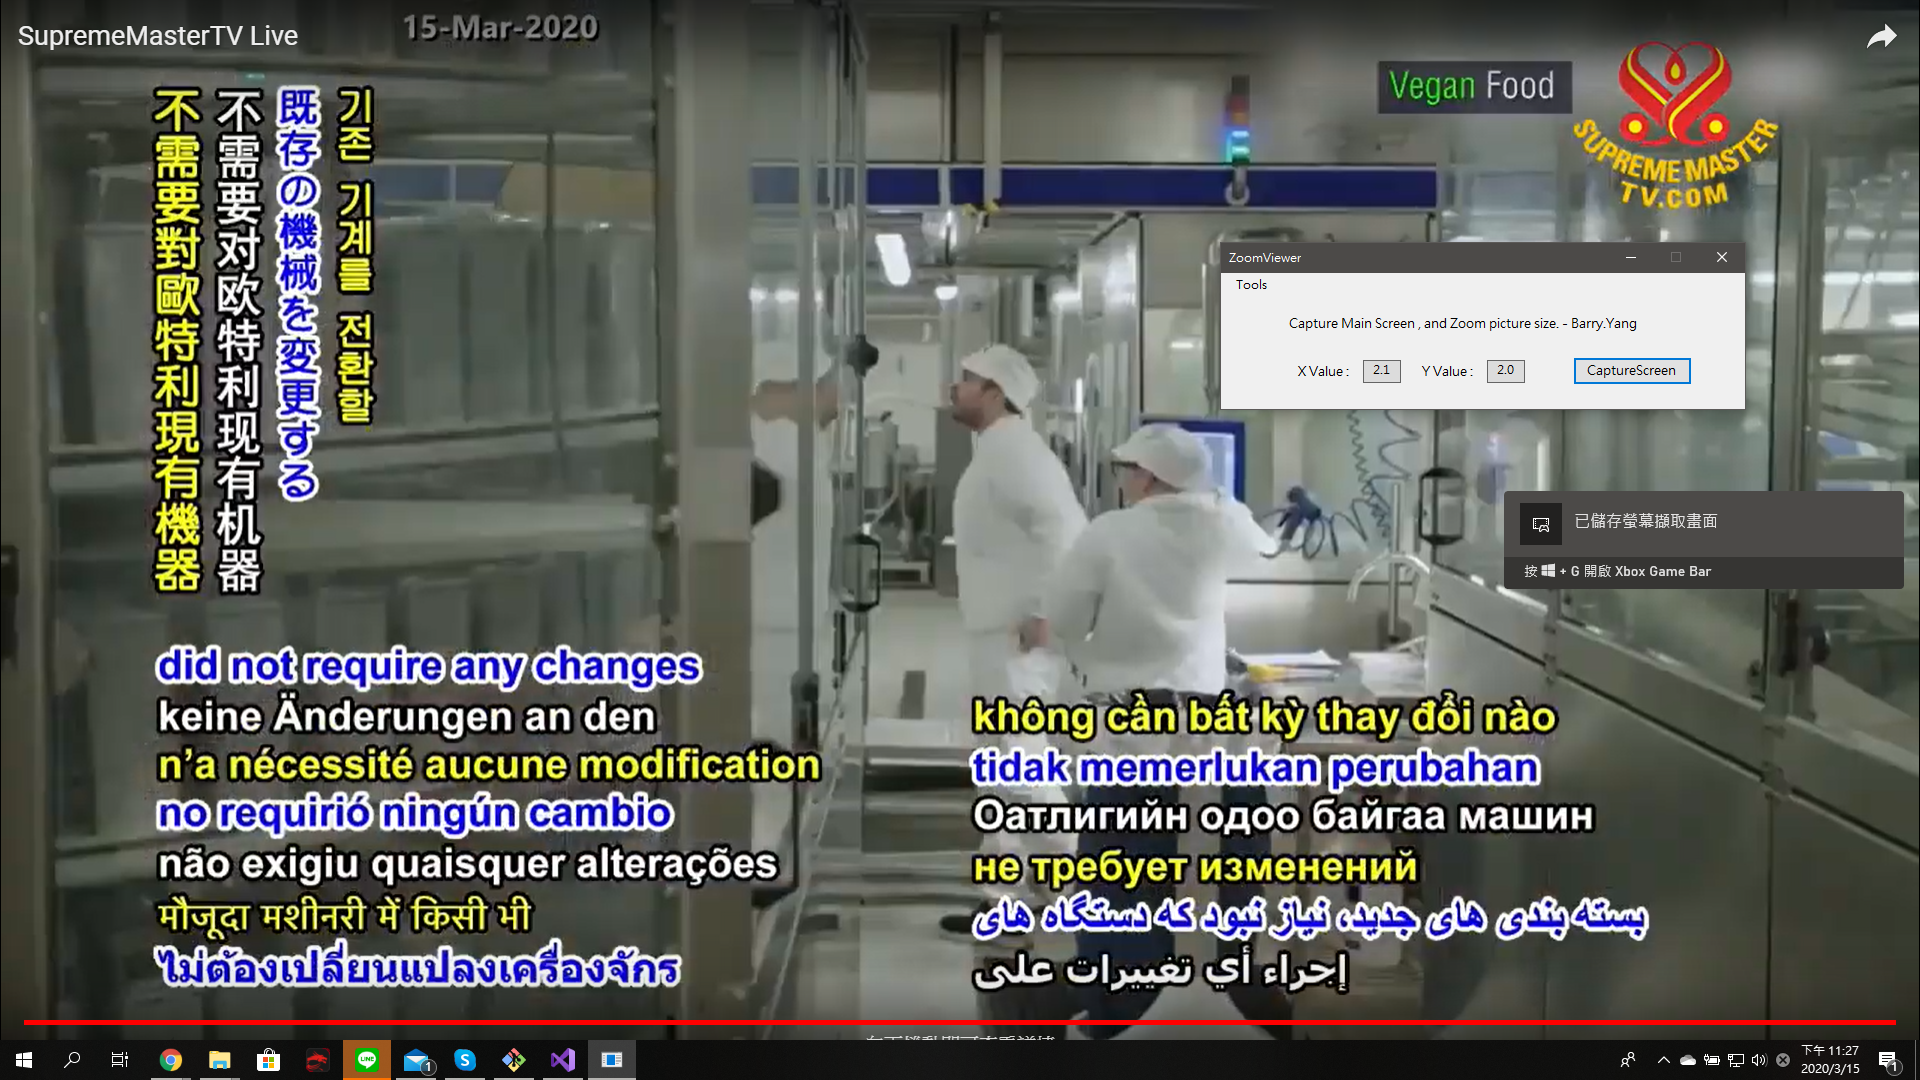 SupremeMasterTV Live
15-Mar-2020
Vegan Food
SUPREME MASTER
TV.COM
不需要對歐特利現有機器
不需要对欧特利现有机器
既存の機械を変更する
기존 기계를 전환할
ZoomViewer
Tools
Capture Main Screen , and Zoom picture size. - Barry.Yang
X Value : 2.1 Y Value : 2.0 CaptureScreen
已儲存螢幕擷取畫面
按 + G 開啟 Xbox Game Bar
did not require any changes
keine Änderungen an den
n’a nécessité aucune modification
no requirió ningún cambio
não exigiu quaisquer alterações
मौजूदा मशीनरी में किसी भी
ไม่ต้องเปลี่ยนแปลงเครื่องจักร
không cần bất kỳ thay đổi nào
tidak memerlukan perubahan
Оатлигийн одоо байгаа машин
не требует изменений
بسته بندی های جدید، نیاز نبود که دستگاه های
إجراء أي تغييرات على
LINE
1
下午 11:27
2020/3/15
1